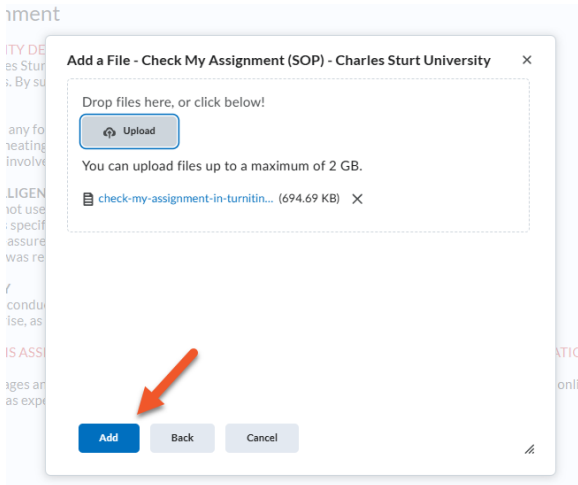 Add a File - Check My Assignment (SOP) - Charles Sturt University
Drop files here, or click below!
Upload
You can upload files up to a maximum of 2 GB.
check-my-assignment-in-turnitin... (694.69 KB)
Add
Back
Cancel